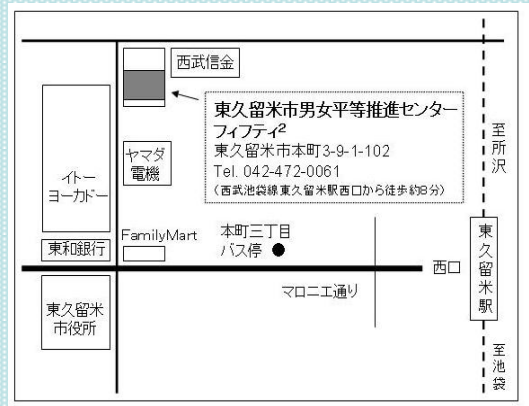 西武信金
東久留米市男女平等推進センター
フィフティ²
東久留米市本町3-9-1-102
Tel. 042-472-0061
(西武池袋線東久留米駅西口から徒歩約8分)
ヤマダ
電機
イトー
ヨーカドー
東和銀行
FamilyMart
本町三丁目
バス停
マロニエ通り
西口
至所沢
東久留米駅
至池袋
東久留米
市役所